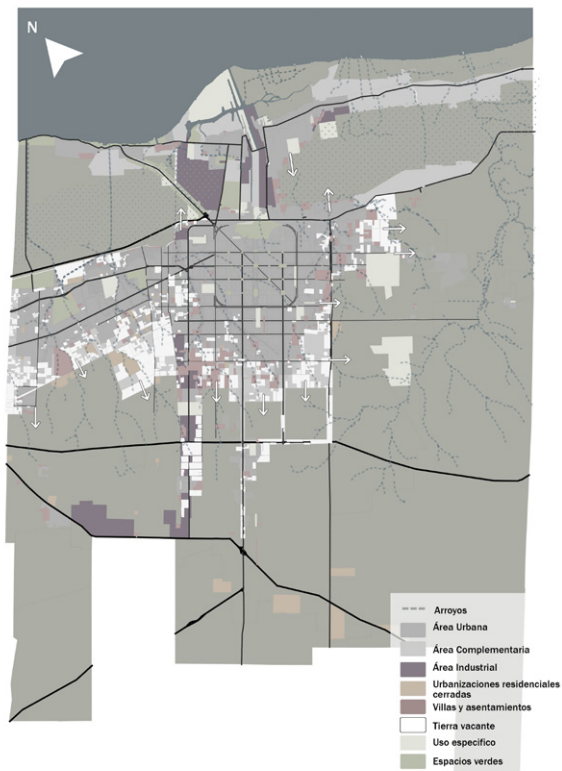 N
Arroyos
Área Urbana
Área Complementaria
Área Industrial
Urbanizaciones residenciales
cerradas
Villas y asentamientos
Tierra vacante
Uso específico
Espacios verdes